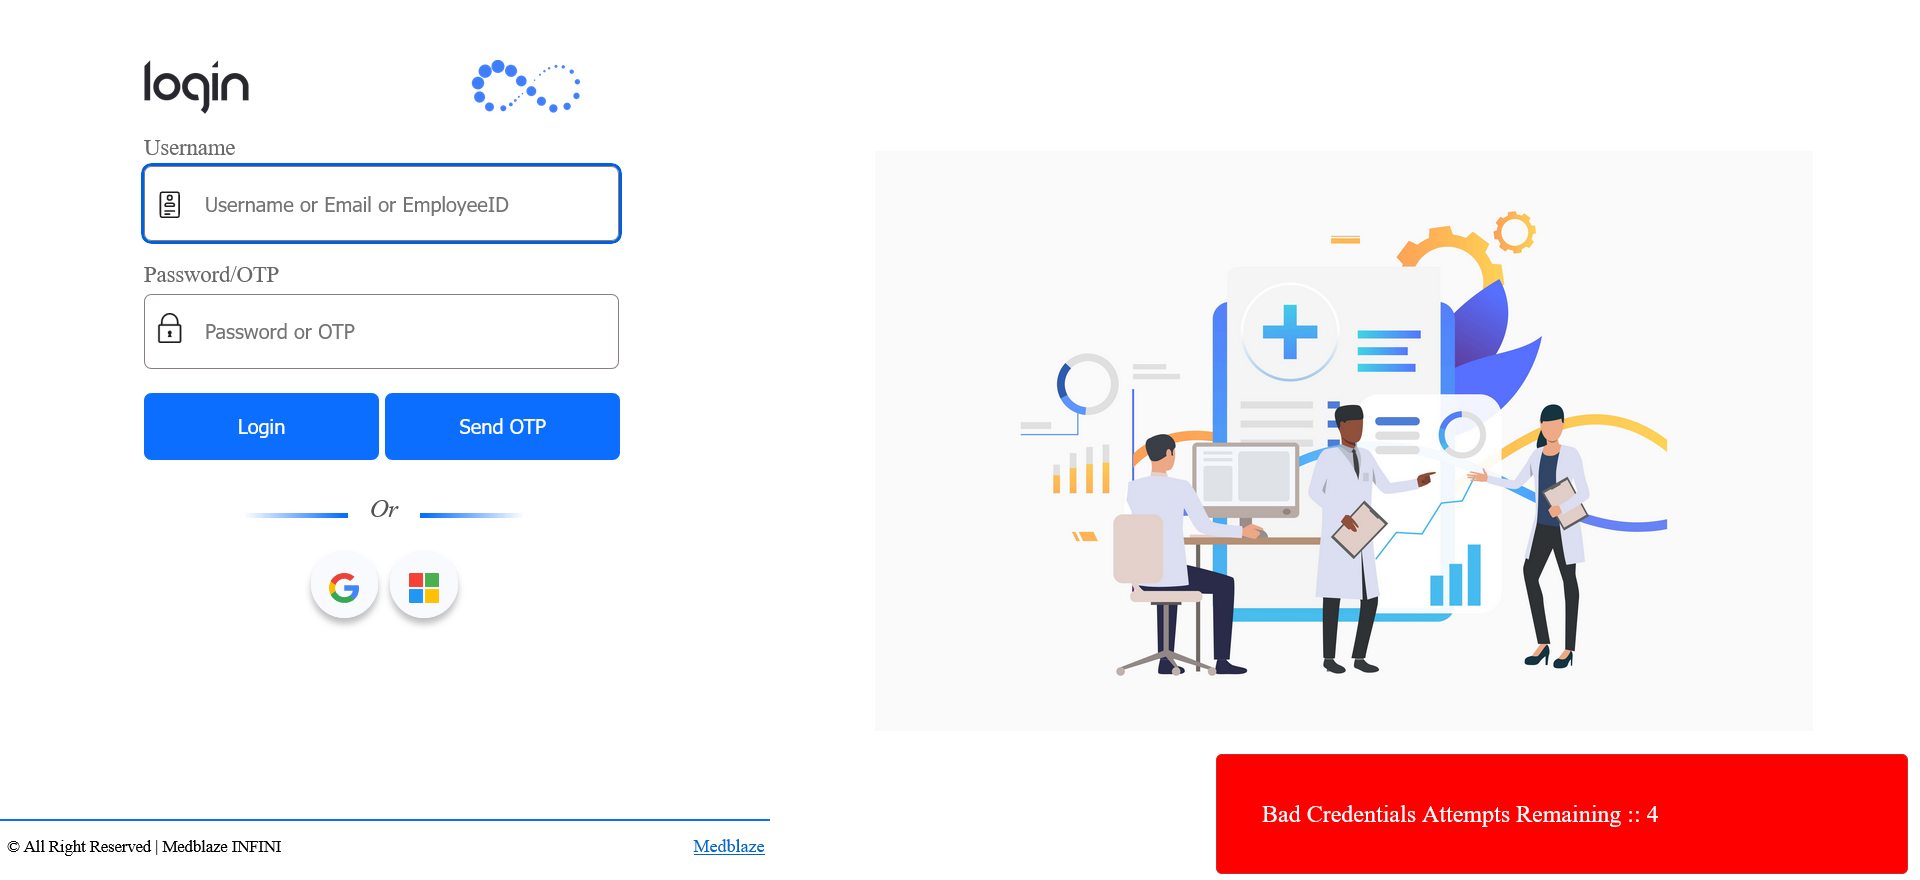 login
Username
Username or Email or EmployeeID
Password/OTP
Password or OTP
Login
Send OTP
Or
Bad Credentials Attempts Remaining :: 4
© All Right Reserved | Medblaze INFINI
Medblaze